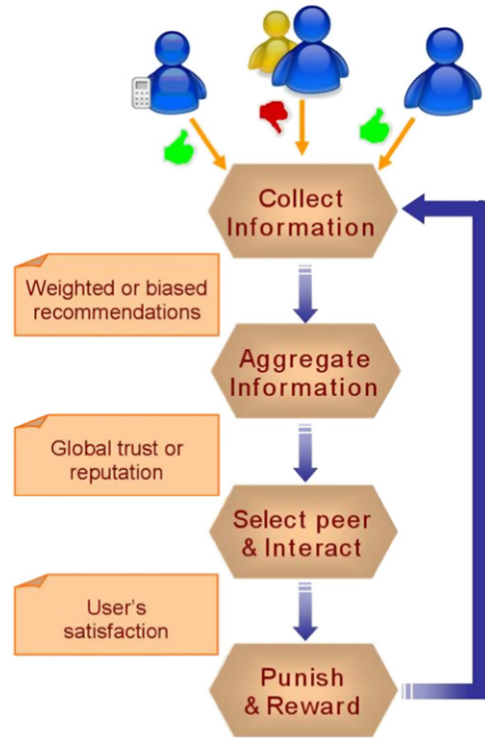 Collect
Information
Weighted or biased
recommendations
Aggregate
Information
Global trust or
reputation
Select peer
& Interact
User's
satisfaction
Punish
& Reward